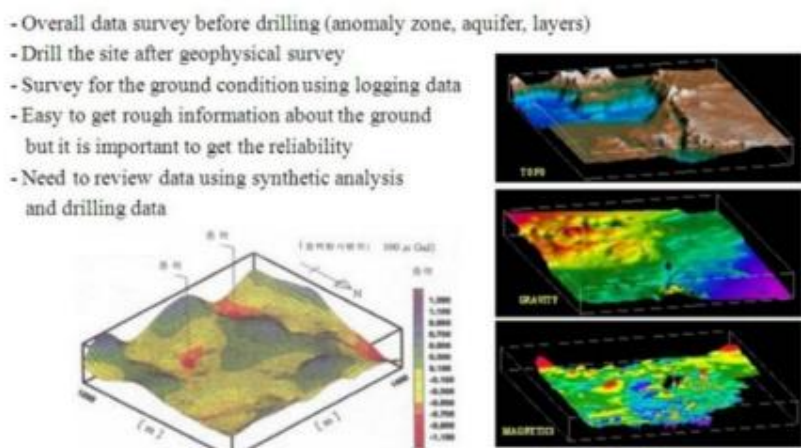 - Overall data survey before drilling (anomaly zone, aquifer, layers)
- Drill the site after geophysical survey
- Survey for the ground condition using logging data
- Easy to get rough information about the ground
but it is important to get the reliability
- Need to review data using synthetic analysis
and drilling data
TOPO
GRAVITY
MAGNETICS
N
[ m ]
[ m ]